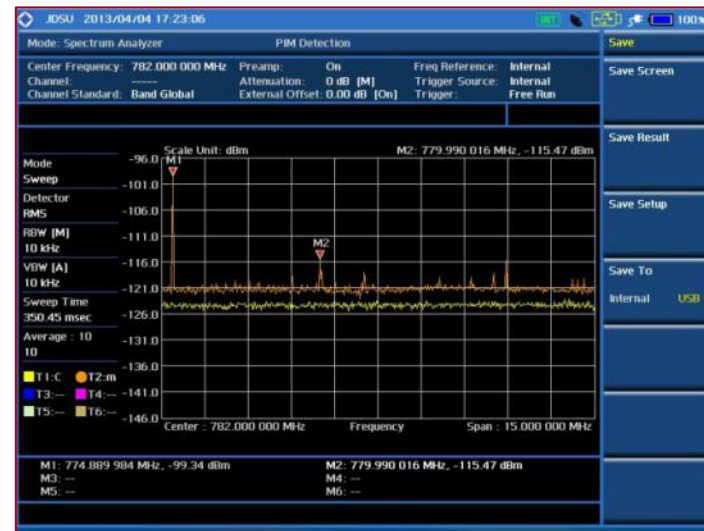 JDSU 2013/04/04 17:23:06 INT 100%
Mode: Spectrum Analyzer PIM Detection Save
Center Frequency: 782.000 000 MHz Preamp: On Freq Reference: Internal
Channel: ----- Attenuation: 0 dB [M] Trigger Source: Internal
Channel Standard: Band Global External Offset: 0.00 dB [On] Trigger: Free Run
Save Screen
Save Result
Scale Unit: dBm M2: 779.990 016 MHz, -115.47 dBm
Mode
Sweep
Detector
RMS
RBW [M]
10 kHz
VBW [A]
10 kHz
Sweep Time
350.45 msec
Average : 10
10
T1:C T2:m
T3:-- T4:--
T5:-- T6:--
-96.0
-101.0
-106.0
-111.0
-116.0
-121.0
-126.0
-131.0
-136.0
-141.0
-146.0
M1
M2
Center : 782.000 000 MHz Frequency Span : 15.000 000 MHz
Save Setup
Save To
Internal USB
M1: 774.889 984 MHz, -99.34 dBm M2: 779.990 016 MHz, -115.47 dBm
M3: -- M4: --
M5: -- M6: --